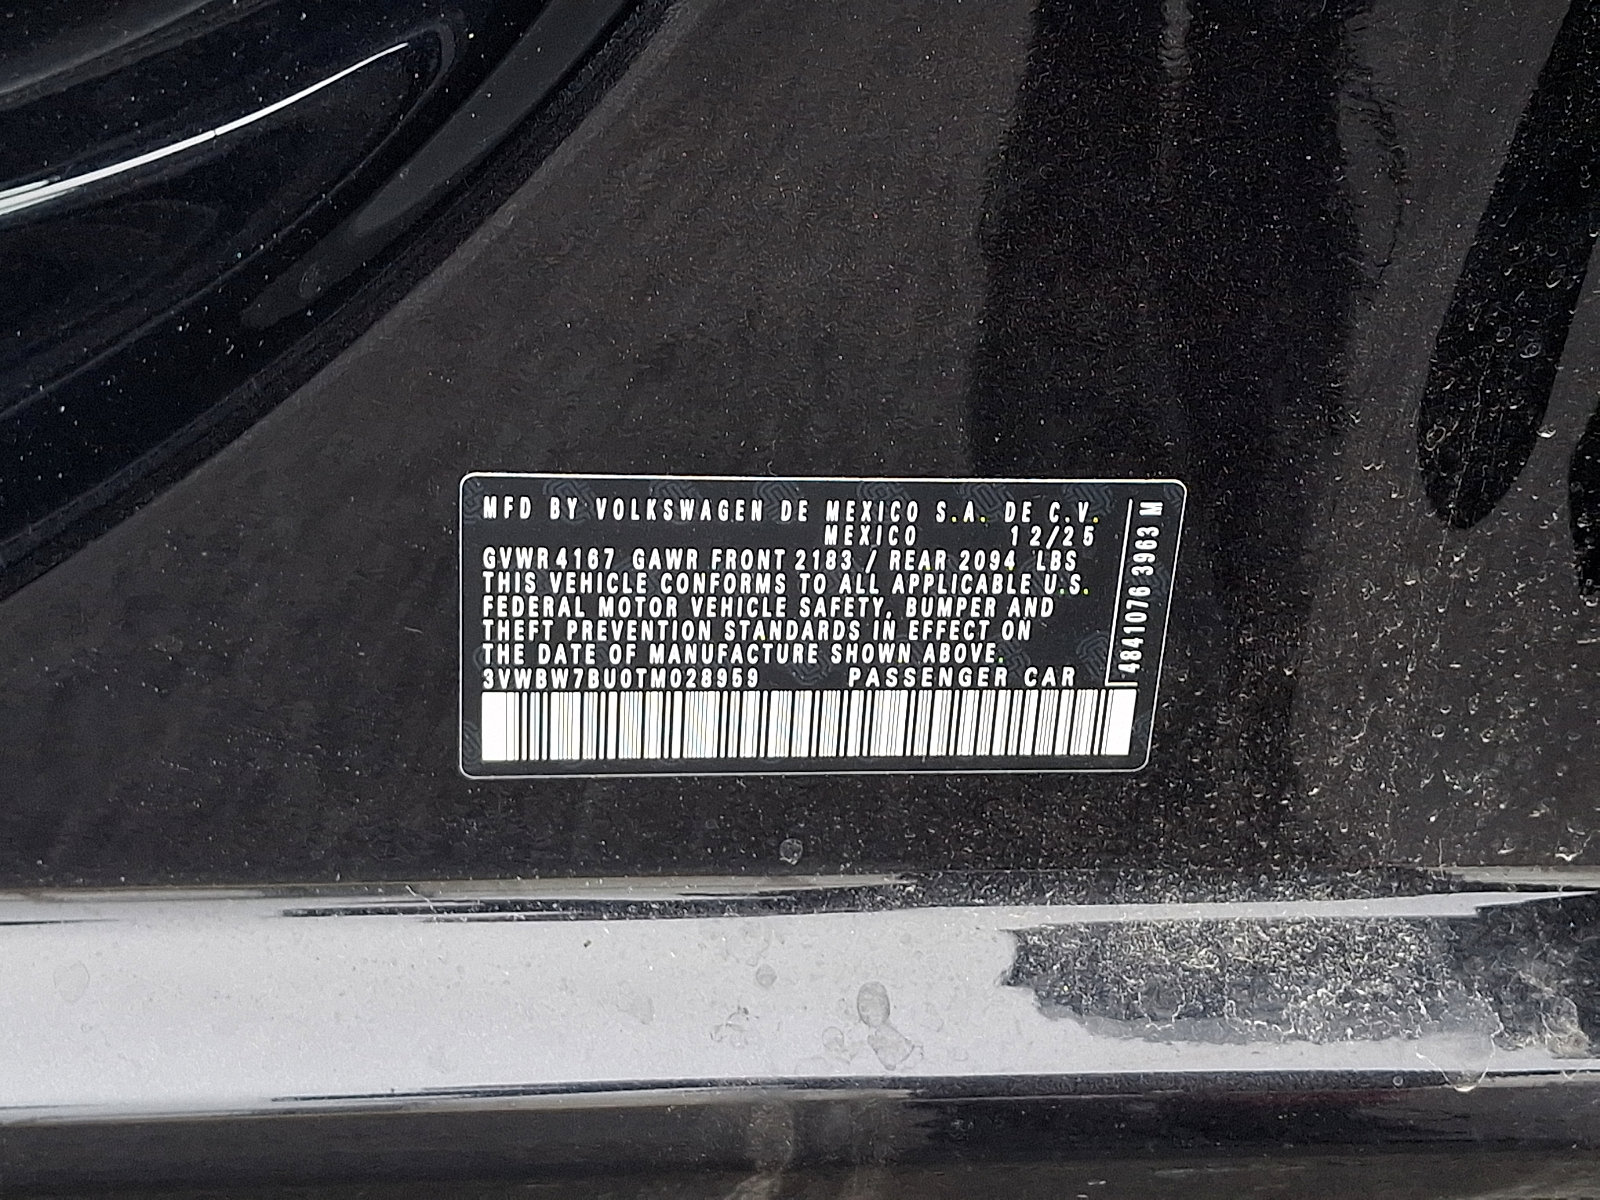 MFD BY VOLKSWAGEN DE MEXICO S.A. DE C.V.
MEXICO 12/25
GVWR 4167 GAWR FRONT 2183 / REAR 2094 LBS
THIS VEHICLE CONFORMS TO ALL APPLICABLE U.S.
FEDERAL MOTOR VEHICLE SAFETY, BUMPER AND
THEFT PREVENTION STANDARDS IN EFFECT ON
THE DATE OF MANUFACTURE SHOWN ABOVE.
3VWBW7BU0TM028959 PASSENGER CAR
4841076 3963 M